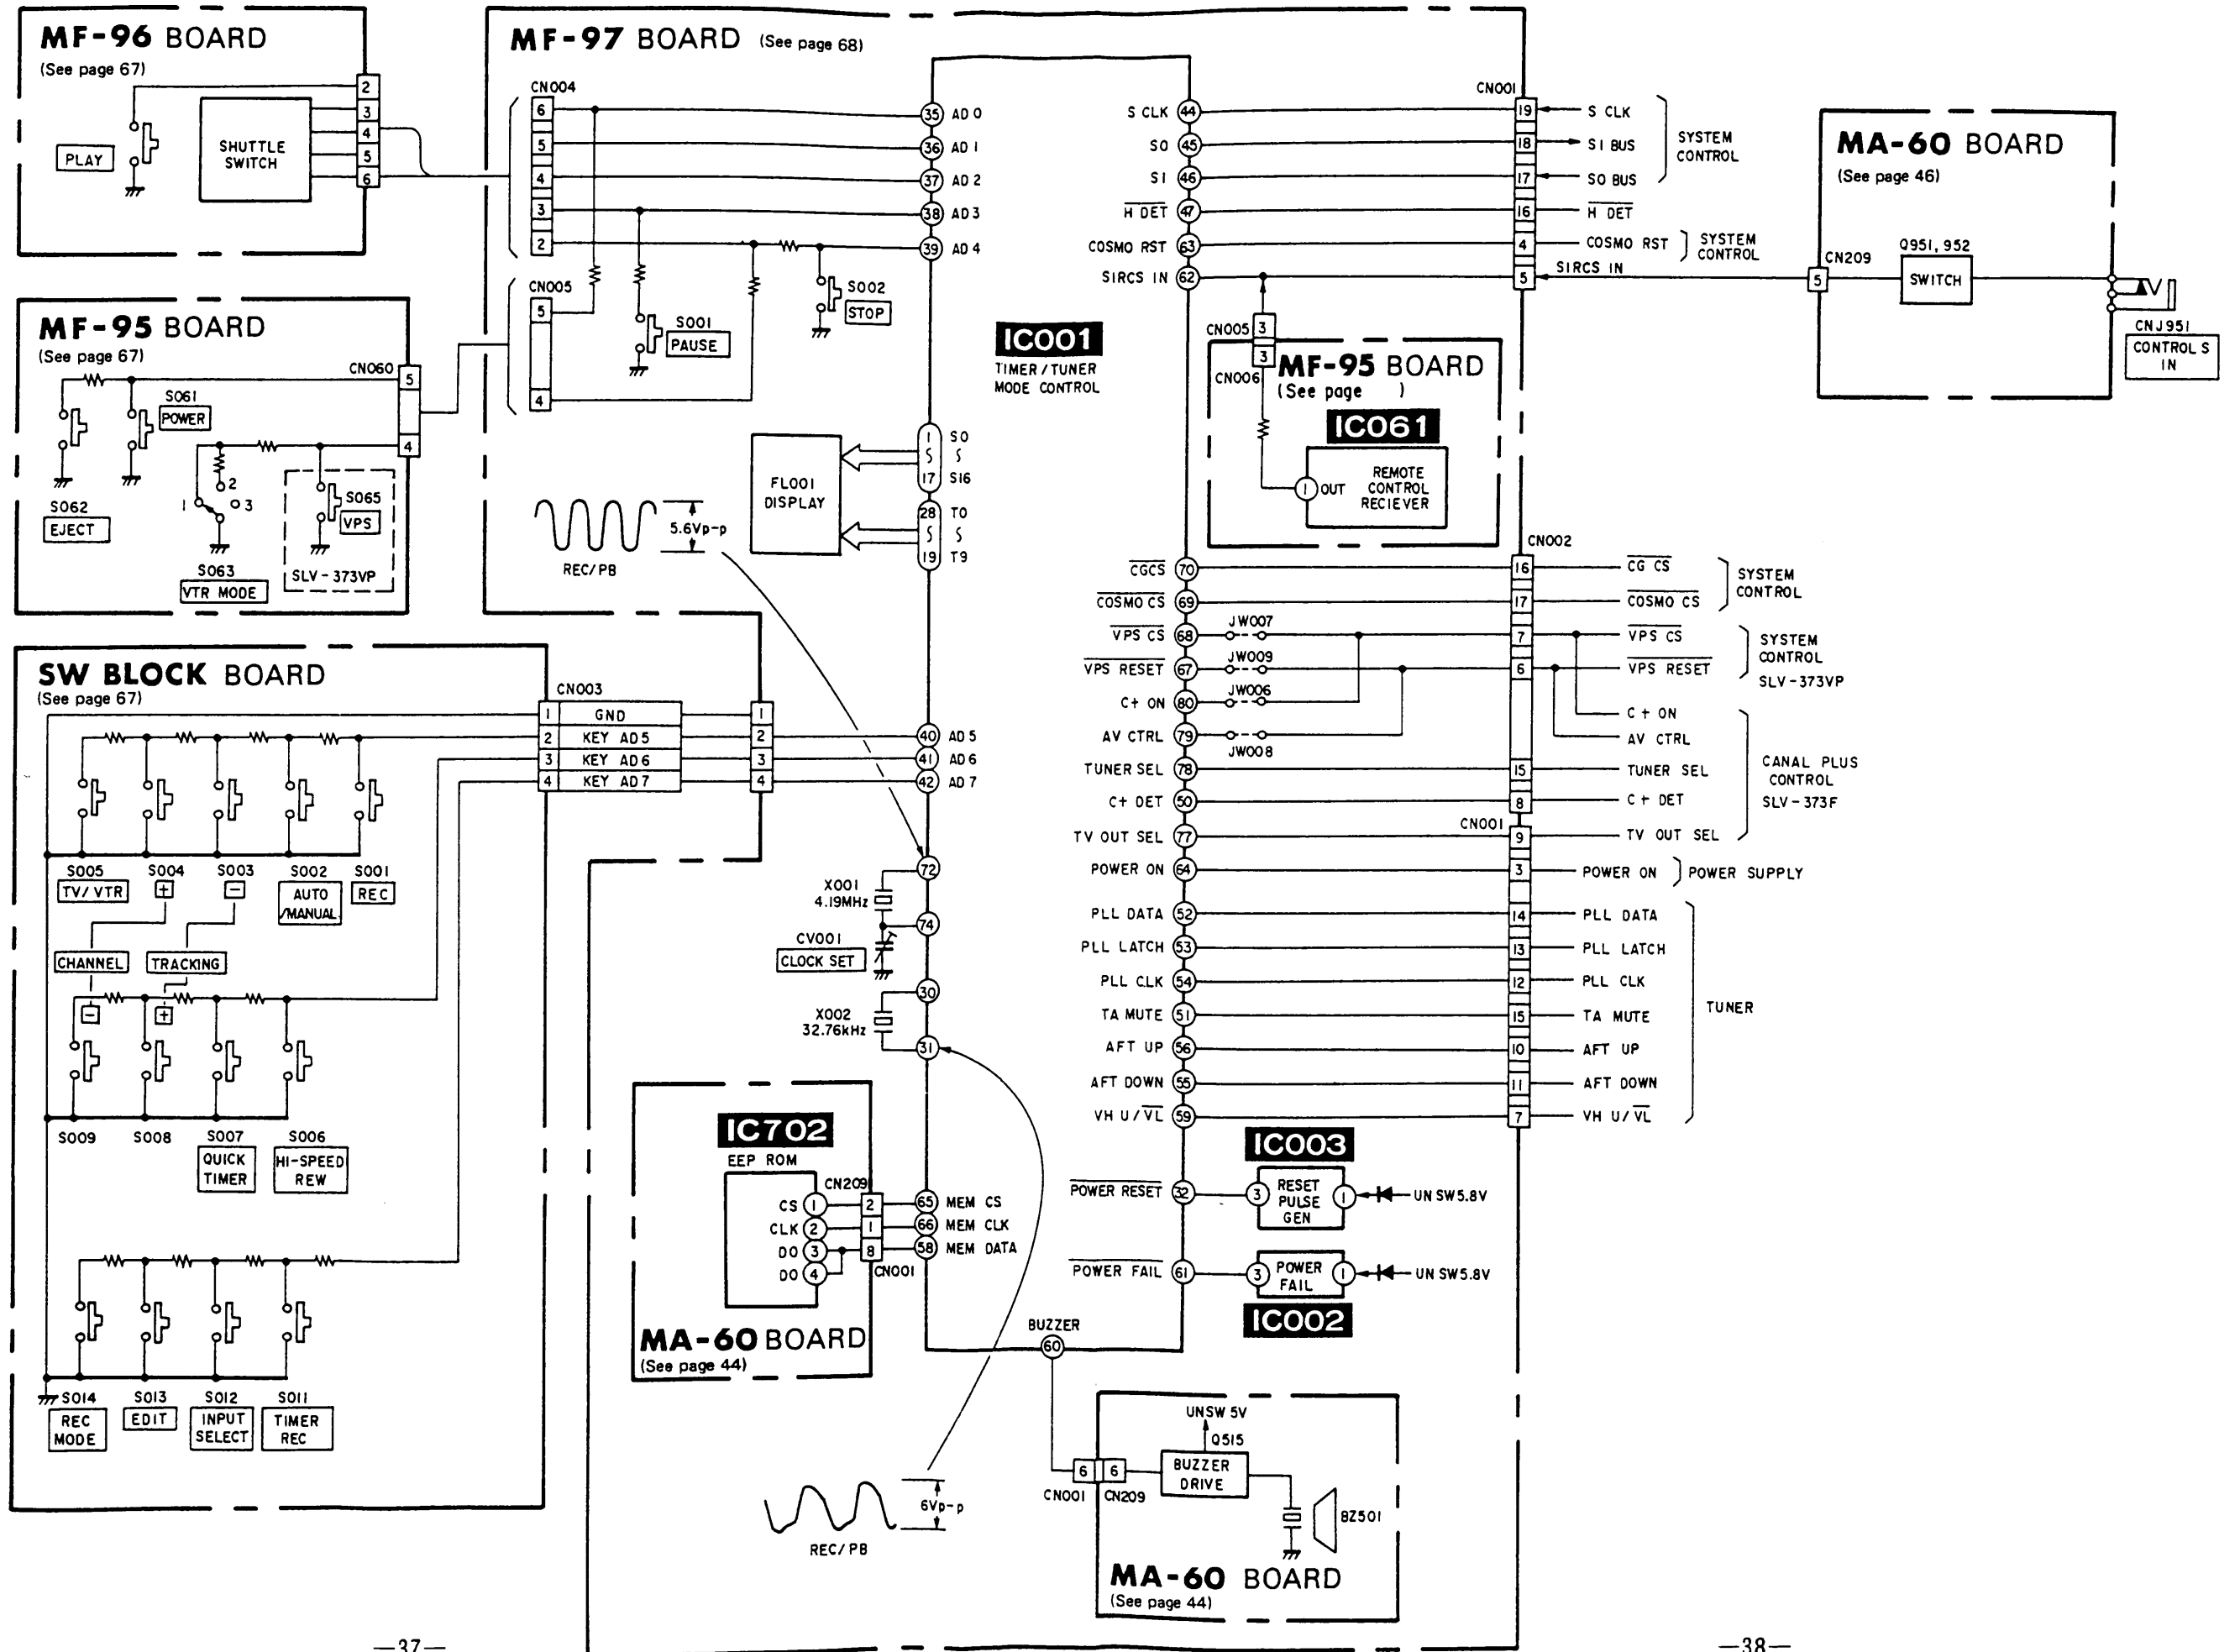 MF-96 BOARD
(See page 67)
2
3
4
5
6
PLAY
SHUTTLE
SWITCH
MF-97 BOARD (See page 68)
CN004
6
5
4
3
2
35 AD 0
36 AD 1
37 AD 2
38 AD 3
39 AD 4
CN005
5
4
S001
PAUSE
S002
STOP
IC001
TIMER/TUNER
MODE CONTROL
S CLK 44
SO 45
SI 46
H DET 47
COSMO RST 63
SIRCS IN 62
CN001
19 S CLK
18 SI BUS
17 SO BUS
SYSTEM
CONTROL
16 H DET
4 COSMO RST
SYSTEM
CONTROL
5 SIRCS IN
MA-60 BOARD
(See page 46)
CN209
5
Q951, 952
SWITCH
CNJ951
CONTROL S
IN
MF-95 BOARD
(See page 67)
CN060
5
4
S061
POWER
S062
EJECT
1
2
3
S063
VTR MODE
S065
VPS
SLV-373VP
CN005 3
3
CN006
MF-95 BOARD
(See page )
IC061
1 OUT
REMOTE
CONTROL
RECIEVER
FL001
DISPLAY
1 S0
17 S16
28 T0
19 T9
5.6Vp-p
REC/PB
CN002
CGCS 70
16 CG CS
COSMO CS 69
17 COSMO CS
SYSTEM
CONTROL
VPS CS 68
JW007
7 VPS CS
VPS RESET 67
JW009
6 VPS RESET
SYSTEM
CONTROL
SLV-373VP
C+ ON 80
JW006
C+ ON
AV CTRL 79
JW008
AV CTRL
TUNER SEL 78
15 TUNER SEL
C+ DET 50
8 C+ DET
CN001
TV OUT SEL 77
9 TV OUT SEL
CANAL PLUS
CONTROL
SLV-373F
POWER ON 64
3 POWER ON
POWER SUPPLY
PLL DATA 52
14 PLL DATA
PLL LATCH 53
13 PLL LATCH
PLL CLK 54
12 PLL CLK
TA MUTE 51
15 TA MUTE
AFT UP 56
10 AFT UP
AFT DOWN 55
11 AFT DOWN
VH U/VL 59
7 VH U/VL
TUNER
SW BLOCK BOARD
(See page 67)
CN003
1 GND 1
2 KEY AD5 2
3 KEY AD6 3
4 KEY AD7 4
40 AD 5
41 AD 6
42 AD 7
S005
TV/VTR
S004
+
S003
-
S002
AUTO
/MANUAL
S001
REC
CHANNEL
TRACKING
-
+
S009
S008
S007
QUICK
TIMER
S006
HI-SPEED
REW
S014
REC
MODE
S013
EDIT
S012
INPUT
SELECT
S011
TIMER
REC
72
X001
4.19MHz
74
CV001
CLOCK SET
30
X002
32.76kHz
31
IC702
EEP ROM
CN209
CS 1 2
CLK 2 1
DO 3 8
DO 4
CN001
65 MEM CS
66 MEM CLK
58 MEM DATA
MA-60 BOARD
(See page 44)
POWER RESET 32
IC003
3 RESET
PULSE
GEN
1
UNSW5.8V
POWER FAIL 61
3 POWER
FAIL
1
UNSW5.8V
IC002
BUZZER
60
6 6
CN001 CN209
UNSW 5V
Q515
BUZZER
DRIVE
BZ501
MA-60 BOARD
(See page 44)
6Vp-p
REC/PB
—37—
—38—